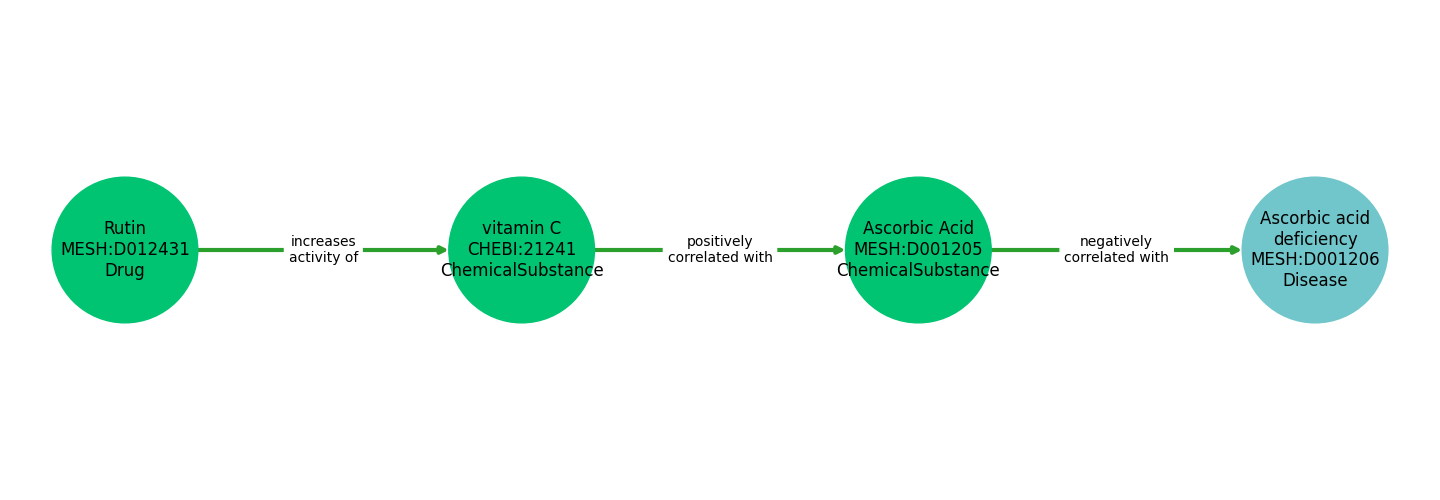 Rutin
MESH:D012431
Drug
increases
activity of
vitamin C
CHEBI:21241
ChemicalSubstance
positively
correlated with
Ascorbic Acid
MESH:D001205
ChemicalSubstance
negatively
correlated with
Ascorbic acid
deficiency
MESH:D001206
Disease